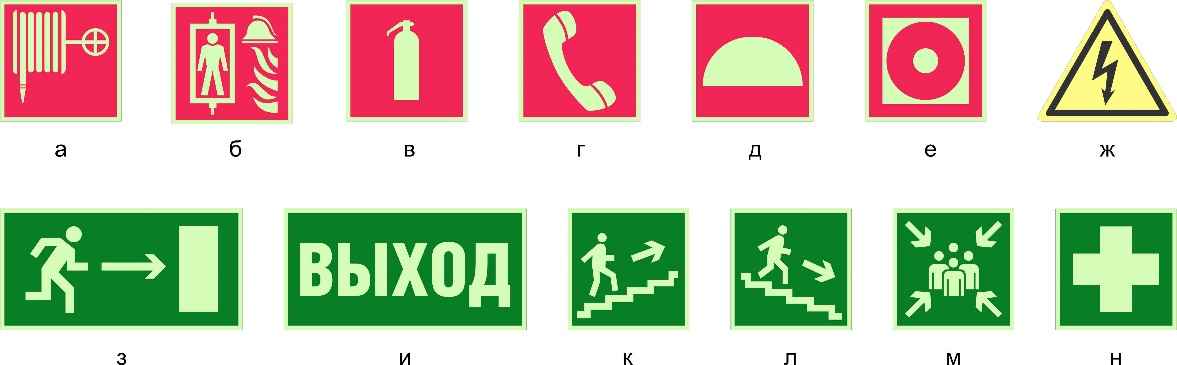 а б в г д е ж
ВЫХОД
з и к л м н